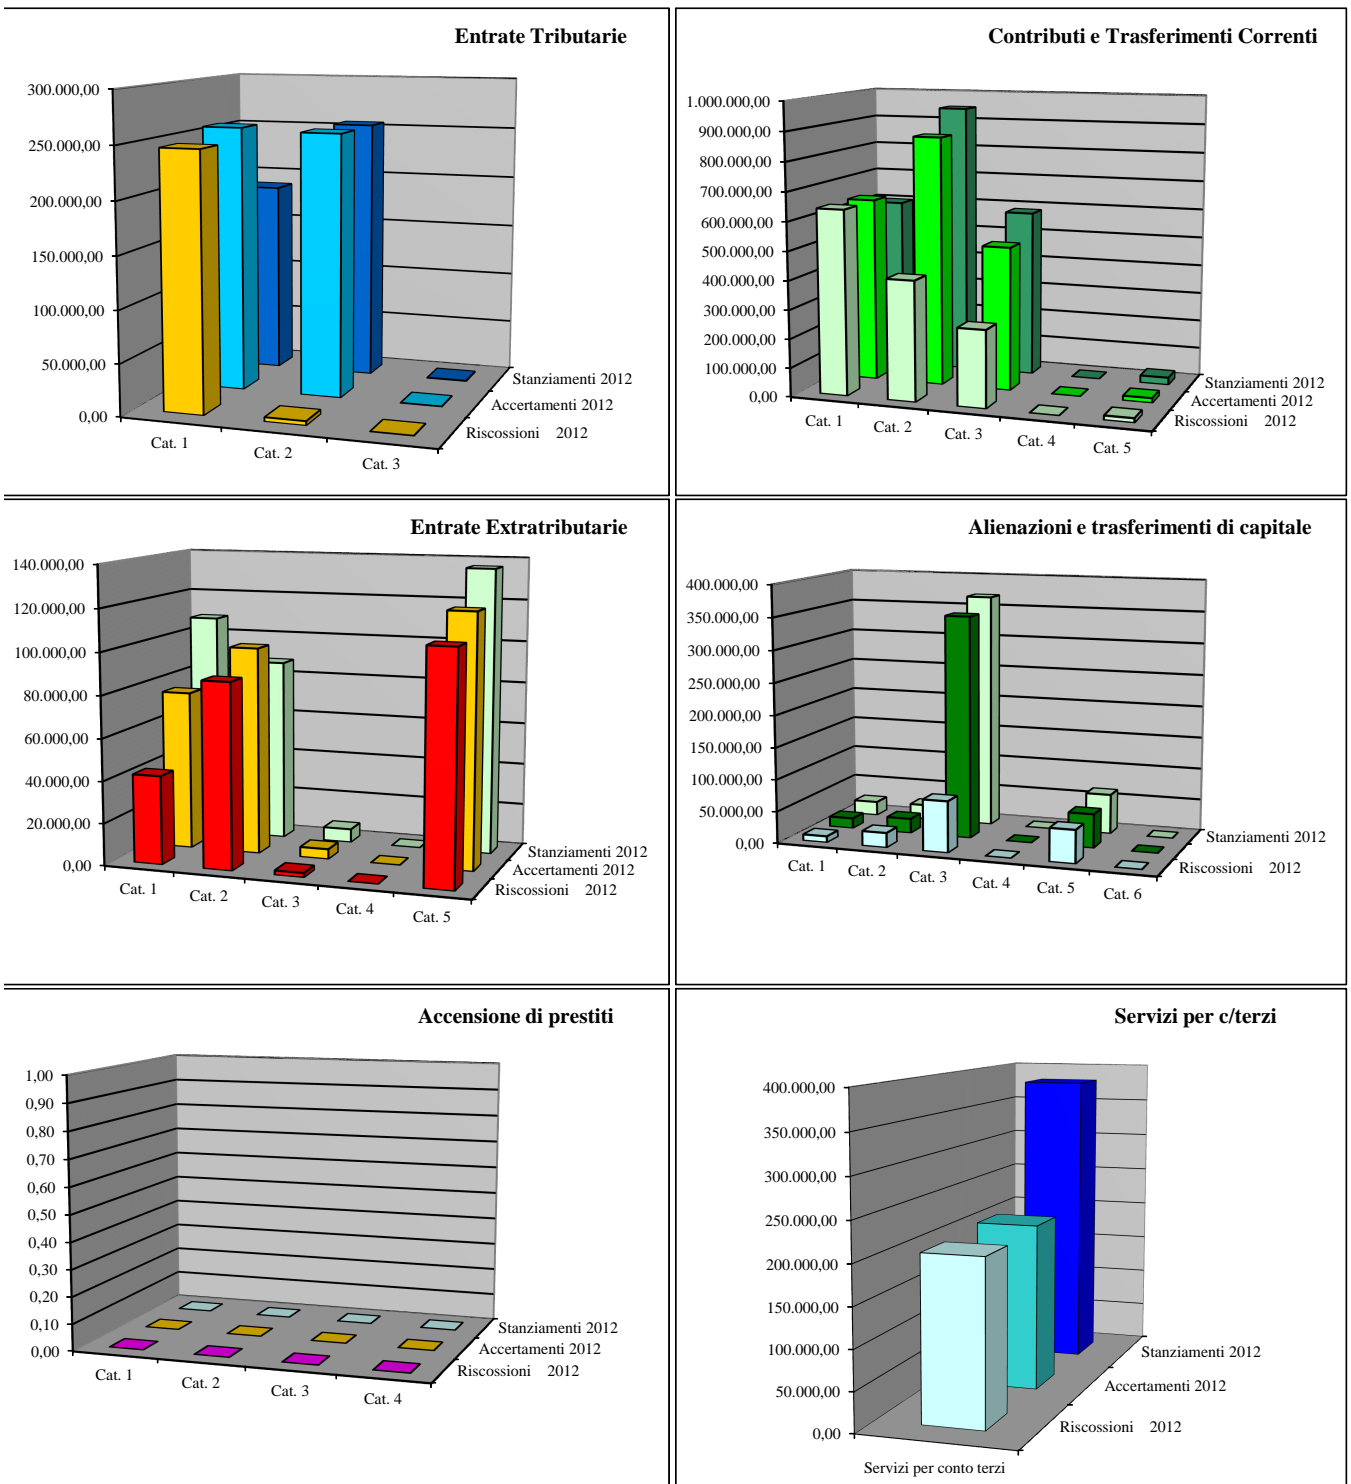 Entrate Tributarie
300.000,00
250.000,00
200.000,00
150.000,00
100.000,00
50.000,00
0,00
Cat. 1
Cat. 2
Cat. 3
Stanziamenti 2012
Accertamenti 2012
Riscossioni 2012
Contributi e Trasferimenti Correnti
1.000.000,00
900.000,00
800.000,00
700.000,00
600.000,00
500.000,00
400.000,00
300.000,00
200.000,00
100.000,00
0,00
Cat. 1
Cat. 2
Cat. 3
Cat. 4
Cat. 5
Stanziamenti 2012
Accertamenti 2012
Riscossioni 2012
Entrate Extratributarie
140.000,00
120.000,00
100.000,00
80.000,00
60.000,00
40.000,00
20.000,00
0,00
Cat. 1
Cat. 2
Cat. 3
Cat. 4
Cat. 5
Stanziamenti 2012
Accertamenti 2012
Riscossioni 2012
Alienazioni e trasferimenti di capitale
400.000,00
350.000,00
300.000,00
250.000,00
200.000,00
150.000,00
100.000,00
50.000,00
0,00
Cat. 1
Cat. 2
Cat. 3
Cat. 4
Cat. 5
Cat. 6
Stanziamenti 2012
Riscossioni 2012
Accensione di prestiti
1,00
0,90
0,80
0,70
0,60
0,50
0,40
0,30
0,20
0,10
0,00
Cat. 1
Cat. 2
Cat. 3
Cat. 4
Stanziamenti 2012
Accertamenti 2012
Riscossioni 2012
Servizi per c/terzi
400.000,00
350.000,00
300.000,00
250.000,00
200.000,00
150.000,00
100.000,00
50.000,00
0,00
Servizi per conto terzi
Stanziamenti 2012
Accertamenti 2012
Riscossioni 2012